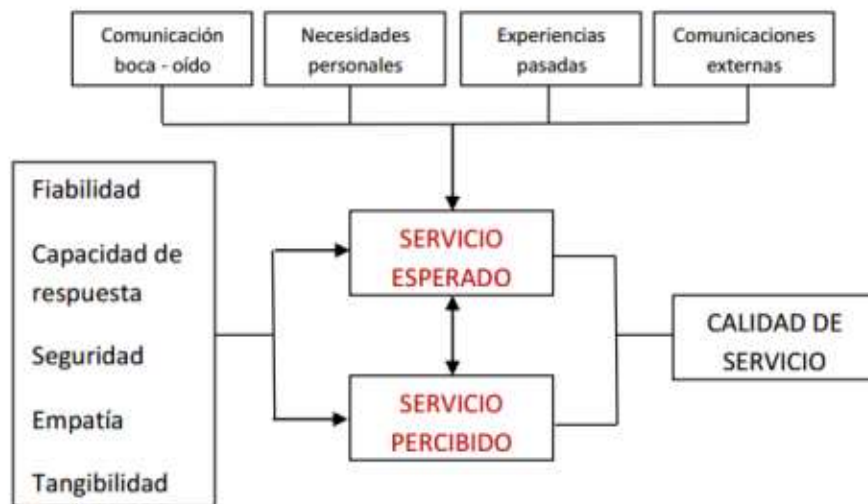 Comunicación
boca - oído
Necesidades
personales
Experiencias
pasadas
Comunicaciones
externas
Fiabilidad
Capacidad de
respuesta
Seguridad
Empatía
Tangibilidad
SERVICIO
ESPERADO
SERVICIO
PERCIBIDO
CALIDAD DE
SERVICIO